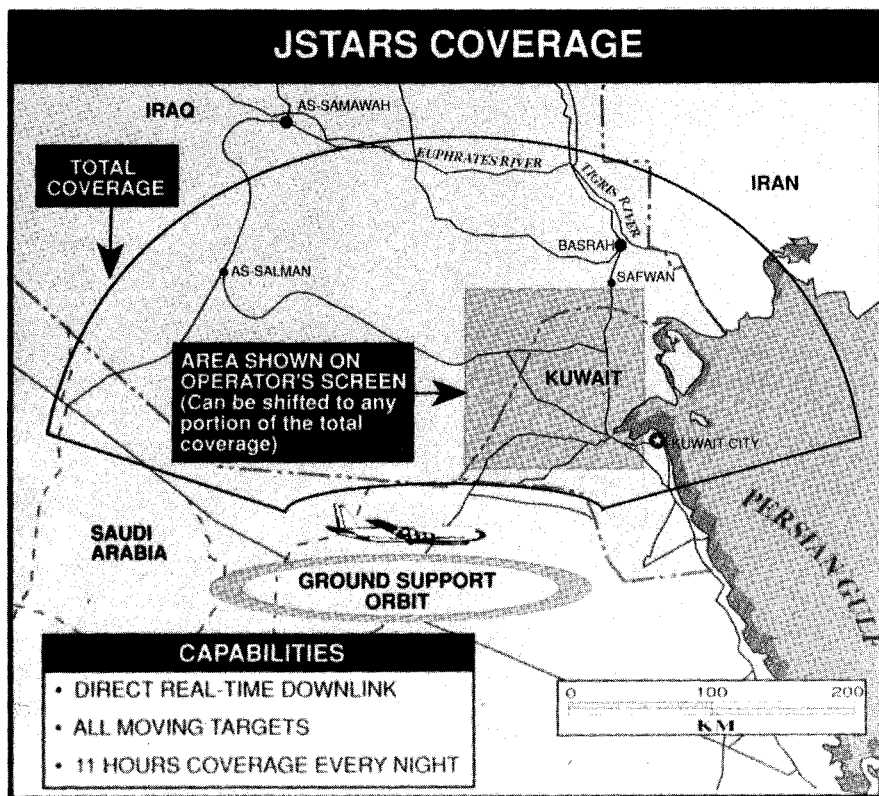 JSTARS COVERAGE
IRAQ
AS-SAMAWAH
TOTAL
COVERAGE
EUPHRATES RIVER
TIGRIS RIVER
IRAN
BASRAH
AS-SALMAN
SAFWAN
AREA SHOWN ON
OPERATOR'S SCREEN
(Can be shifted to any
portion of the total
coverage)
KUWAIT
KUWAIT CITY
SAUDI
ARABIA
PERSIAN GULF
GROUND SUPPORT
ORBIT
CAPABILITIES
• DIRECT REAL-TIME DOWNLINK
• ALL MOVING TARGETS
• 11 HOURS COVERAGE EVERY NIGHT
0 100 200
KM